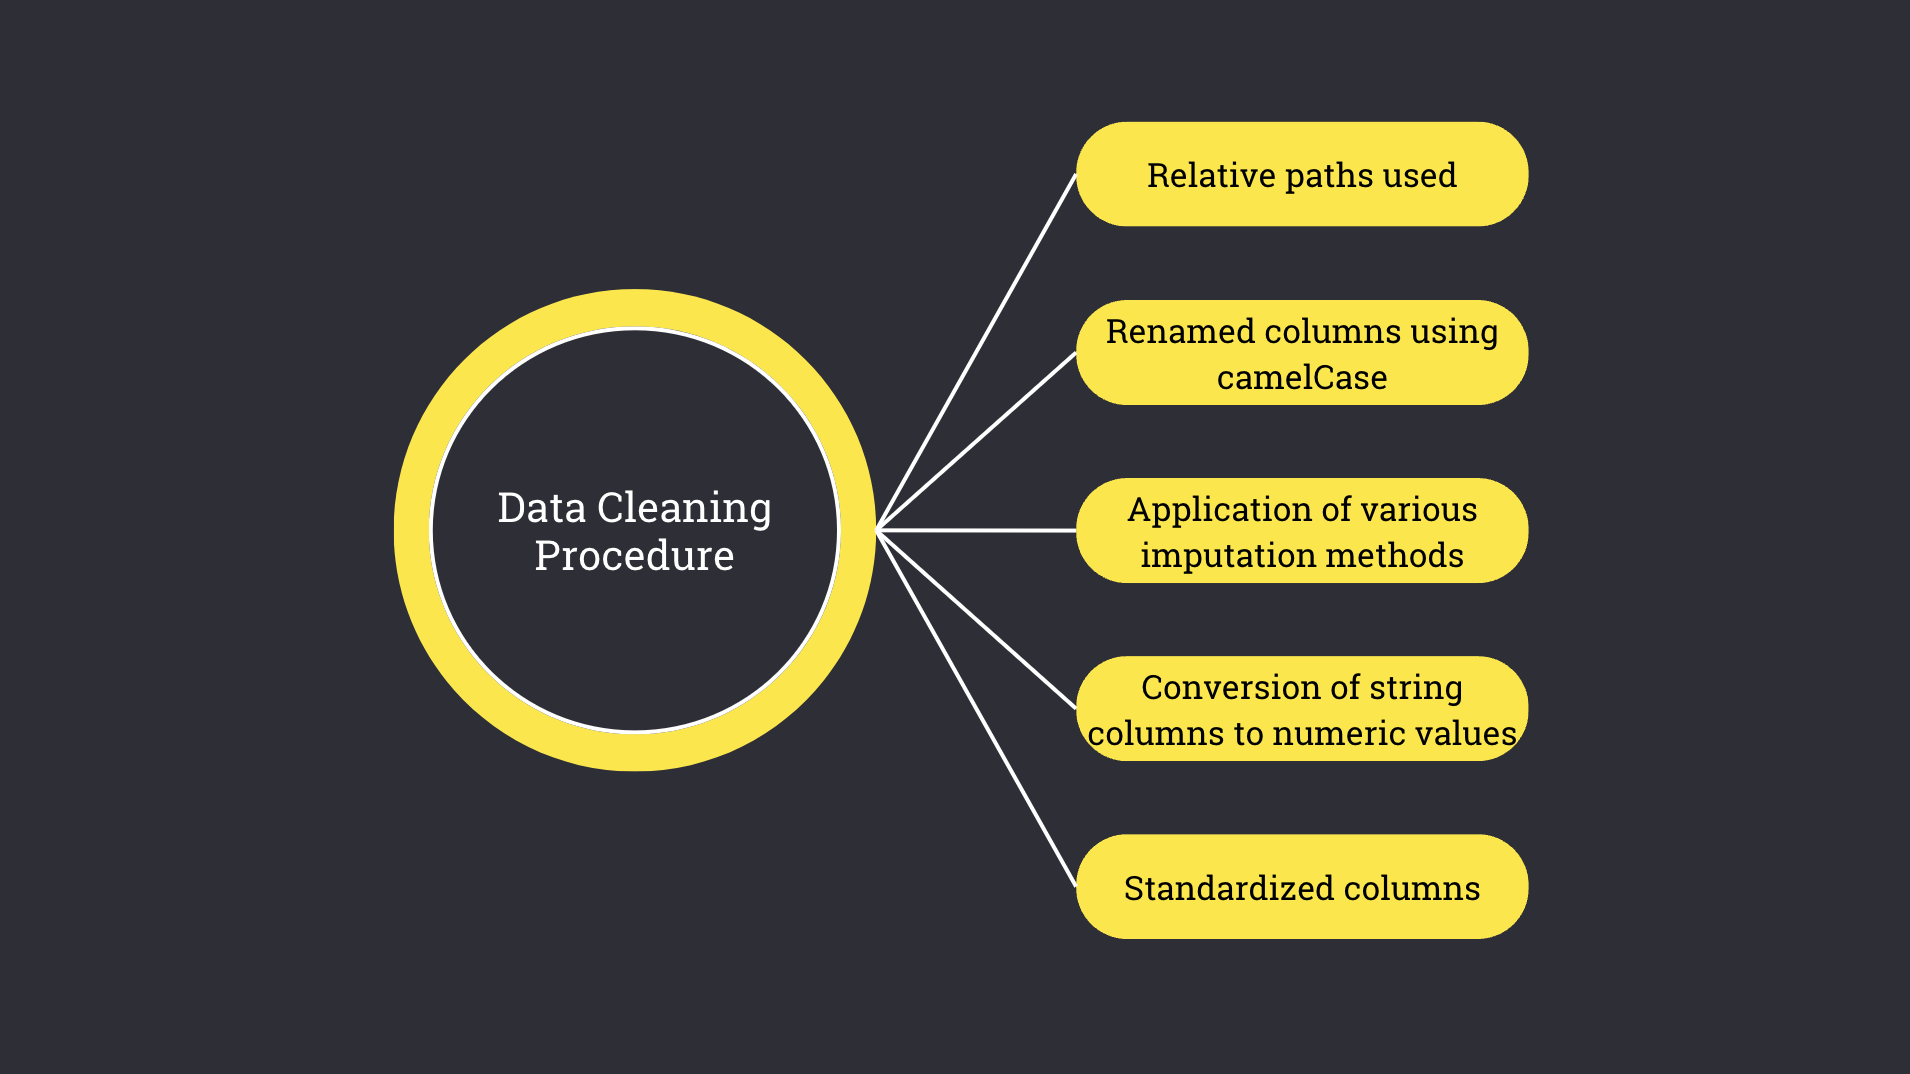 Data Cleaning
Procedure
Relative paths used
Renamed columns using
camelCase
Application of various
imputation methods
Conversion of string
columns to numeric values
Standardized columns